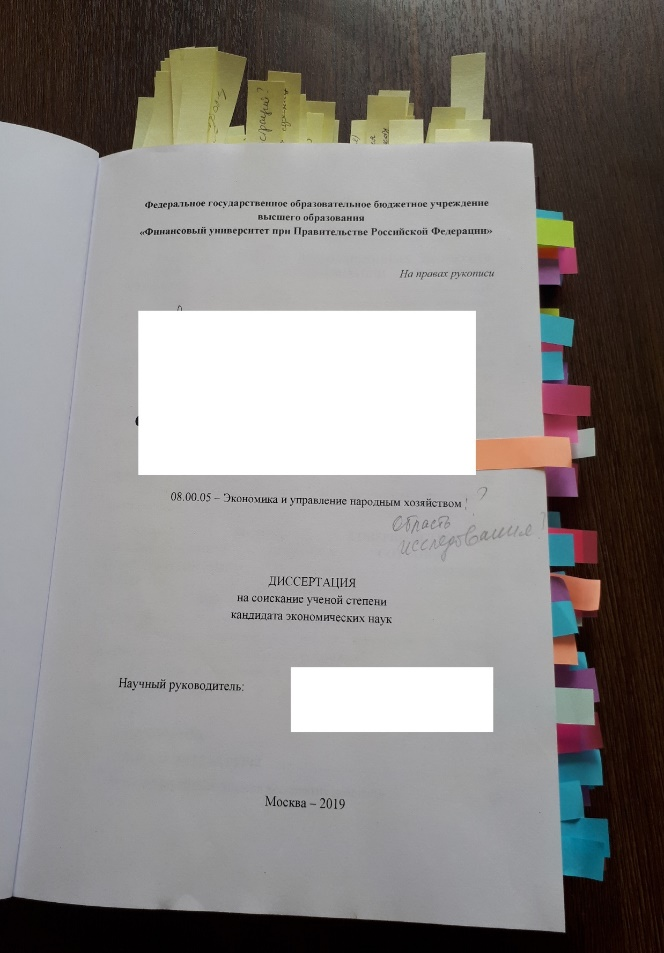 Федеральное государственное образовательное бюджетное учреждение
высшего образования
«Финансовый университет при Правительстве Российской Федерации»
На правах рукописи
08.00.05 – Экономика и управление народным хозяйством ?
область
исследования?
ДИССЕРТАЦИЯ
на соискание ученой степени
кандидата экономических наук
Научный руководитель:
Москва – 2019